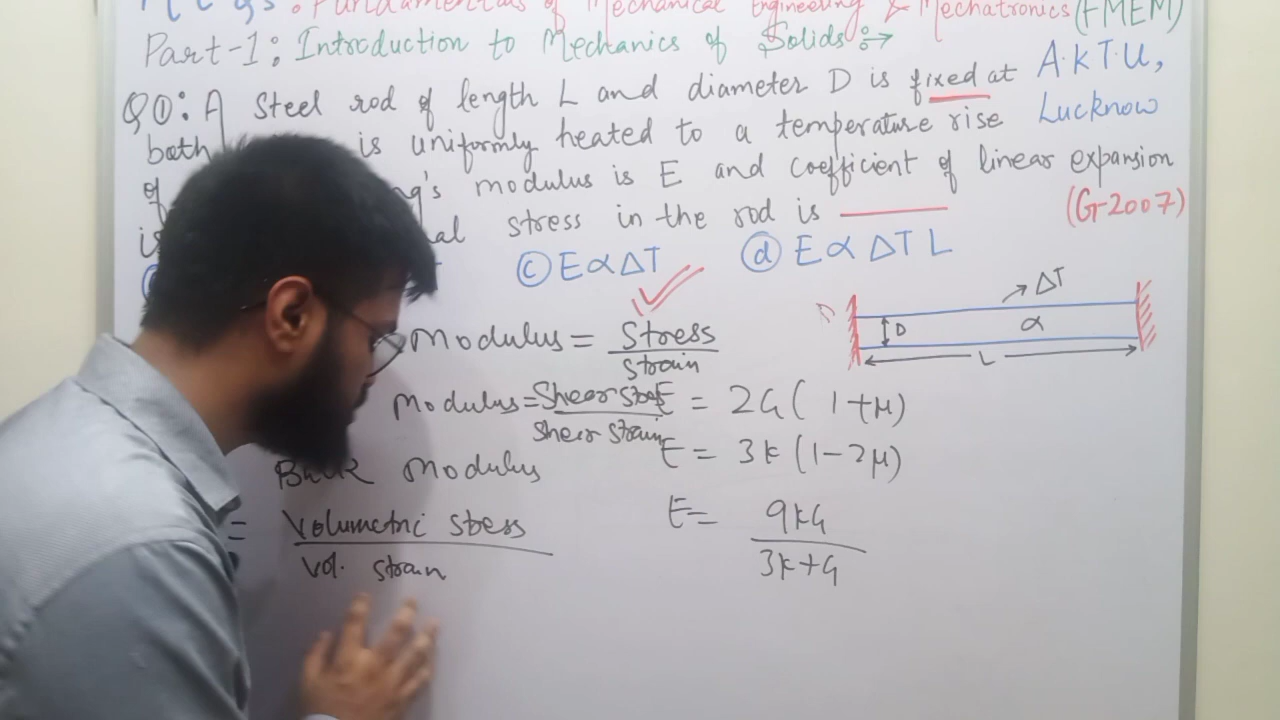 MCQs: Fundamentals of Mechanical Engineering & Mechatronics (FMEM)
Part-1: Introduction to Mechanics of Solids:→
Q①: A Steel rod of length L and diameter D is fixed at
A.K.T.U,
both is uniformly heated to a temperature rise
Lucknow
of modulus is E and coefficient of linear expansion
is stress in the rod is
(G-2007)
ⓒ EαΔT ⓓ EαΔTL
ΔT
D
α
L
Modulus = Stress
strain
Modulus = Shear
shear strain
E = 2G(1+μ)
E = 3K(1-2μ)
Bulk Modulus
= Volumetric stess
Vol. strain
E = 9KG
3K+G